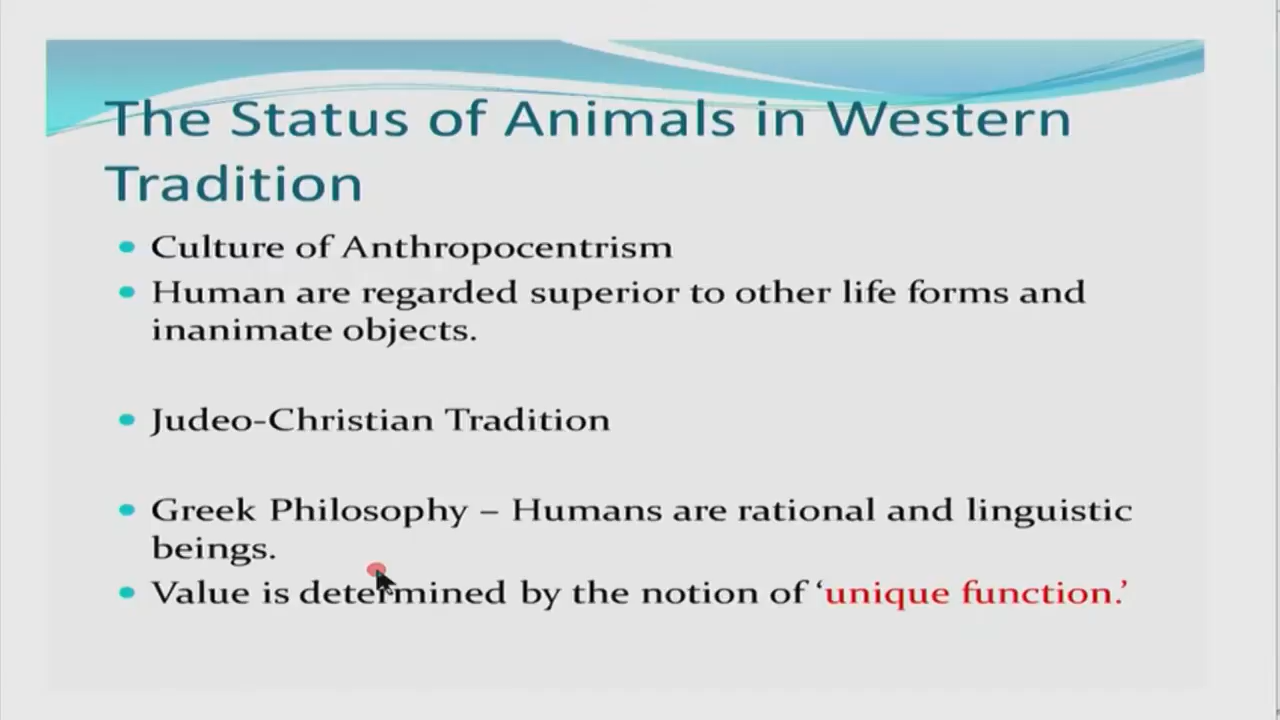 The Status of Animals in Western
Tradition
Culture of Anthropocentrism
Human are regarded superior to other life forms and
inanimate objects.
Judeo-Christian Tradition
Greek Philosophy – Humans are rational and linguistic
beings.
Value is determined by the notion of ‘unique function.’